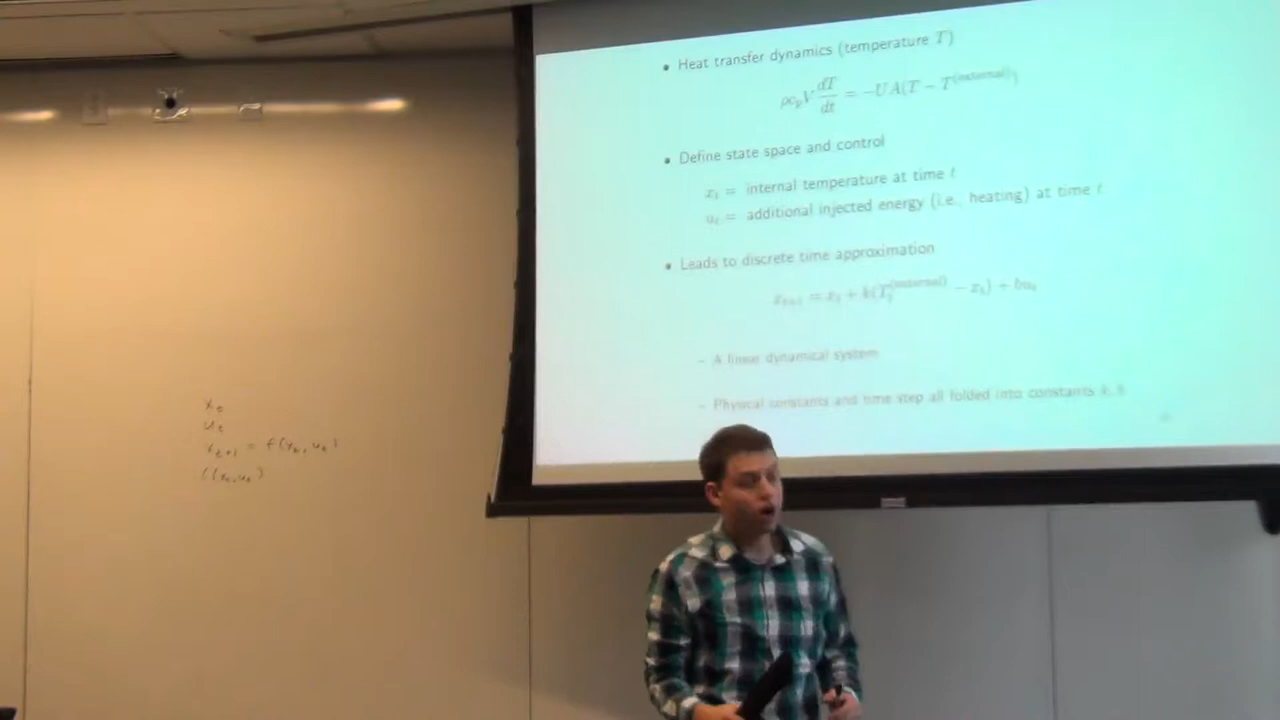 • Heat transfer dynamics (temperature T)
ρc_p V dT/dt = −UA(T − T^(external))
• Define state space and control
x_t = internal temperature at time t
u_t = additional injected energy (i.e., heating) at time t
• Leads to discrete time approximation
x_{t+1} = x_t + k(T_t^(external) − x_t) + bu_t
– A linear dynamical system
– Physical constants and time step all folded into constants k, b
x_t
u_t
x_{t+1} = f(x_t, u_t)
(x_t, u_t)